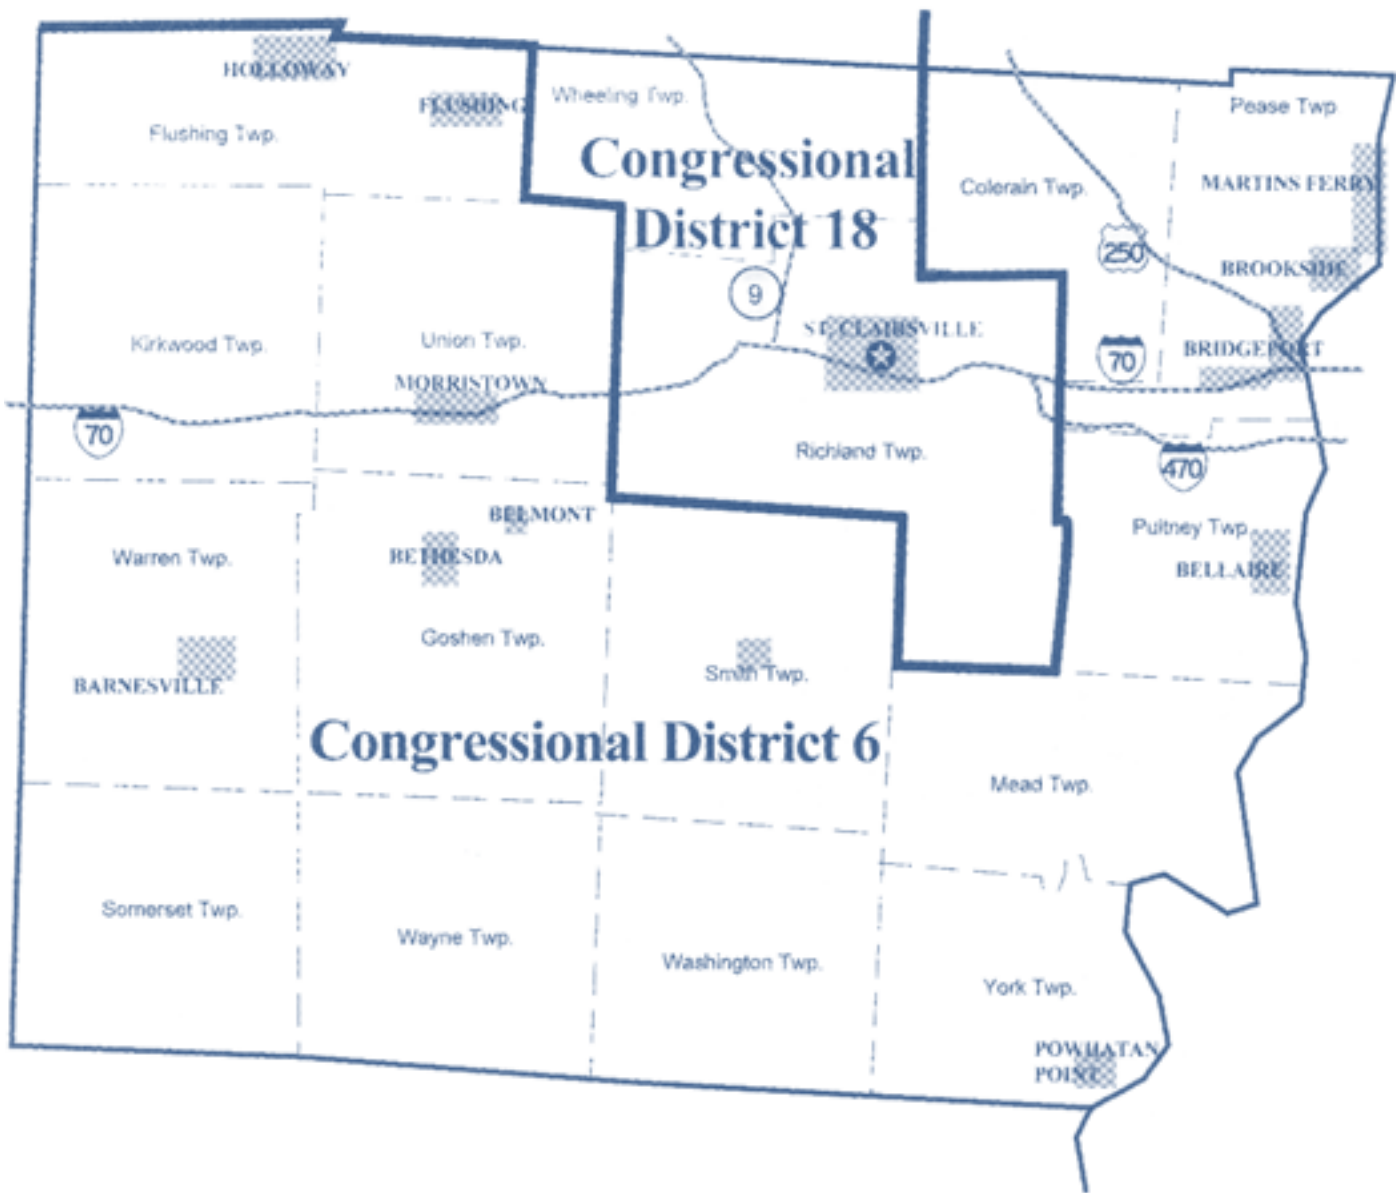 HOLLOWAY
FLUSHING
Flushing Twp.
Wheeling Twp.
Pease Twp
Congressional
District 18
Colerain Twp.
MARTINS FERRY
250
BROOKSIDE
9
ST. CLAIRSVILLE
Kirkwood Twp.
Union Twp.
MORRISTOWN
70
BRIDGEPORT
70
Richland Twp.
470
BELMONT
BETHESDA
Warren Twp.
Pultney Twp.
BELLAIRE
Goshen Twp.
Smith Twp.
BARNESVILLE
Congressional District 6
Mead Twp.
Somerset Twp.
Wayne Twp.
Washington Twp.
York Twp.
POWHATAN
POINT